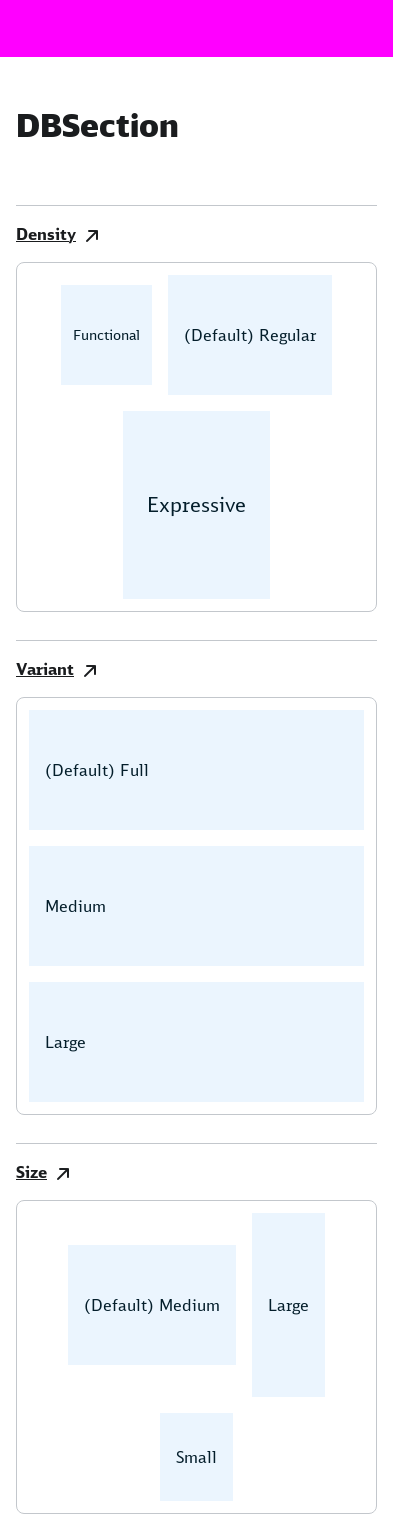 DBSection
Density
Functional
(Default) Regular
Expressive
Variant
(Default) Full
Medium
Large
Size
(Default) Medium
Large
Small